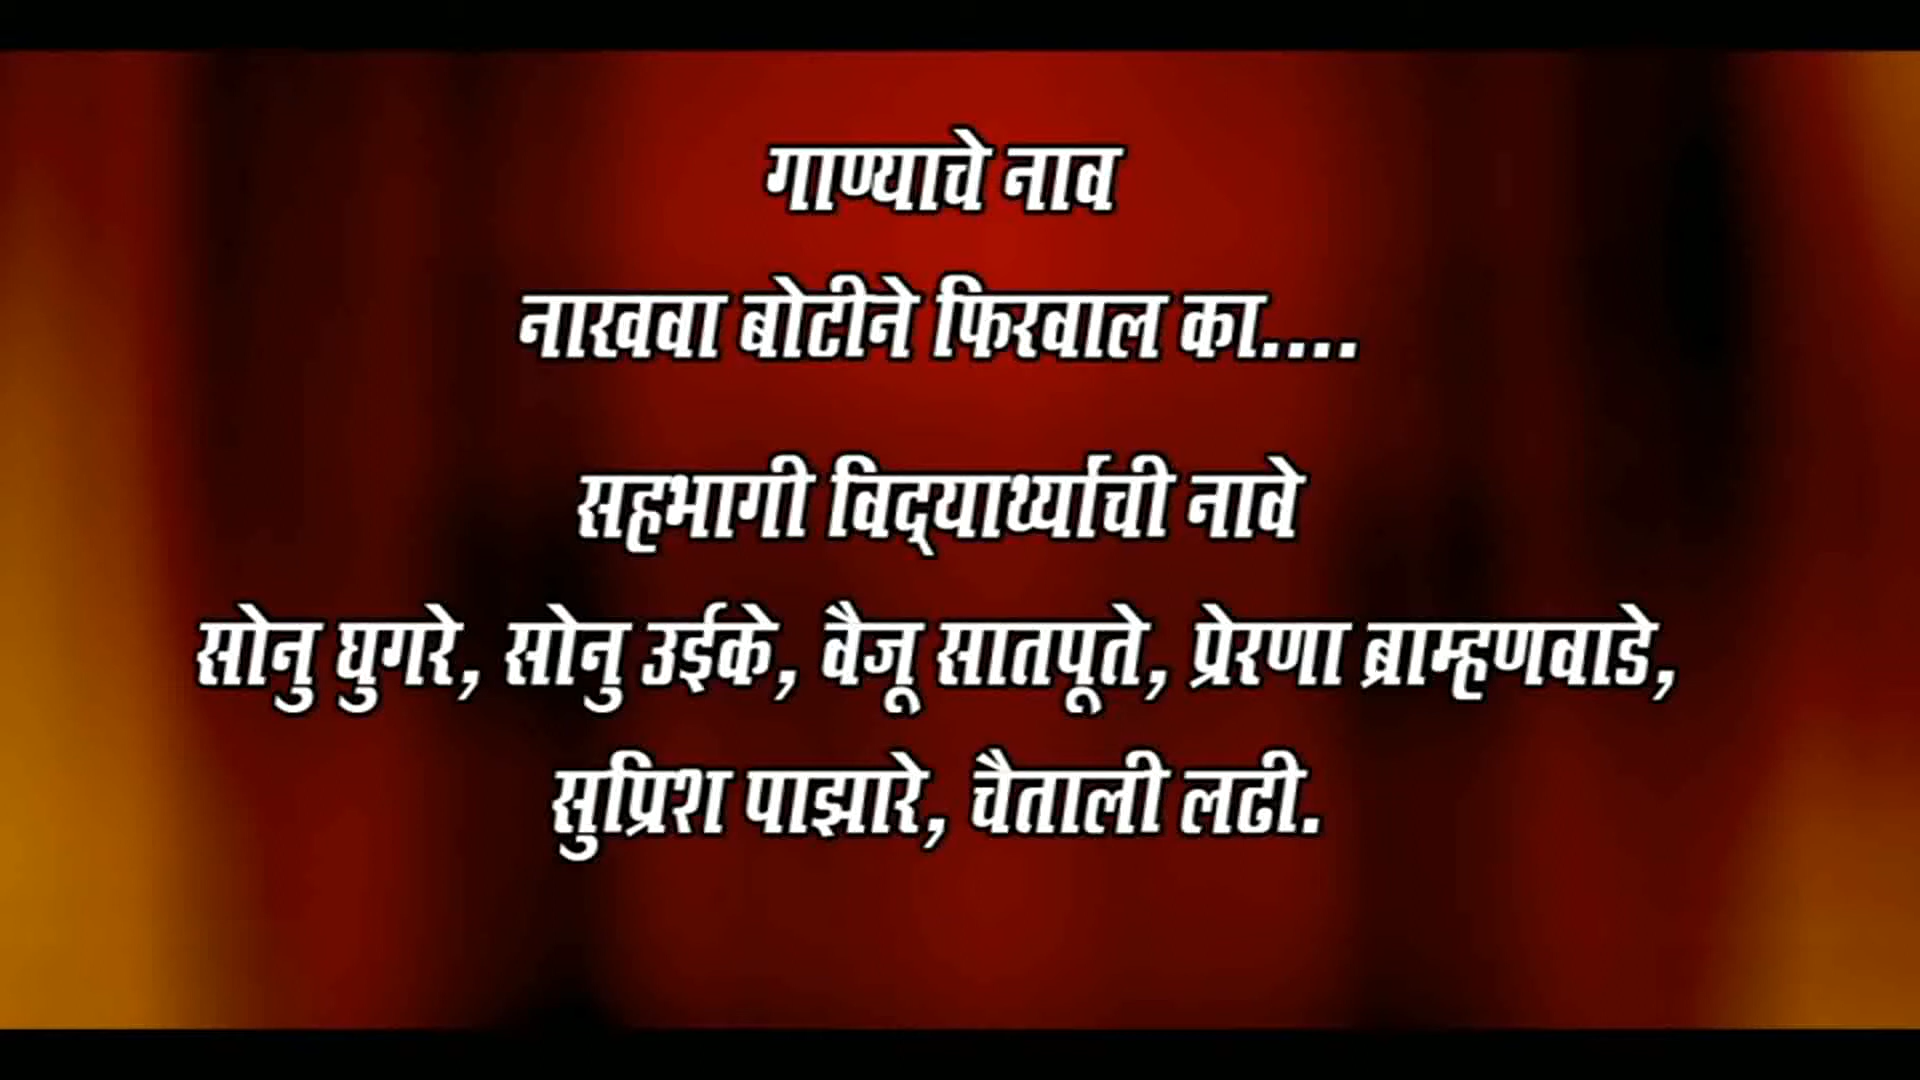 गाण्याचे नाव
नाखवा बोटीने फिरवाल का....
सहभागी विद्यार्थ्याची नावे
सोनु घुगरे, सोनु उईके, वैजू सातपूते, प्रेरणा ब्राम्हणवाडे,
सुप्रिश पाझारे, चैताली लढी.